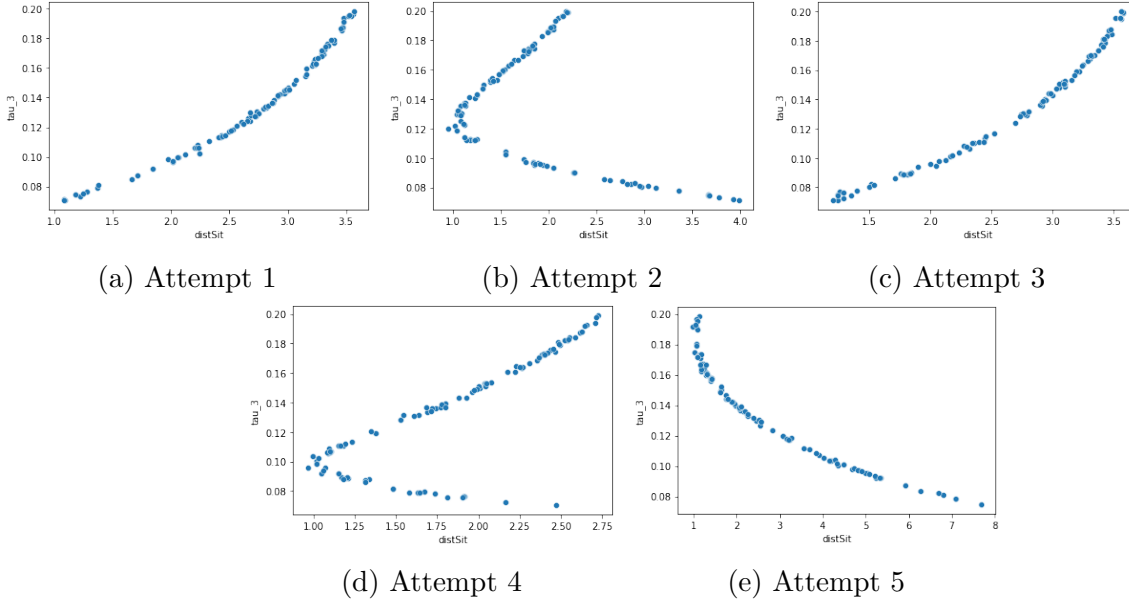 0.20
0.18
0.16
0.14
0.12
0.10
0.08
tau_3
1.0 1.5 2.0 2.5 3.0 3.5
distSit
(a) Attempt 1
0.20
0.18
0.16
0.14
0.12
0.10
0.08
tau_3
1.0 1.5 2.0 2.5 3.0 3.5 4.0
distSit
(b) Attempt 2
0.20
0.18
0.16
0.14
0.12
0.10
0.08
tau_3
1.5 2.0 2.5 3.0 3.5
distSit
(c) Attempt 3
0.20
0.18
0.16
0.14
0.12
0.10
0.08
tau_3
1.00 1.25 1.50 1.75 2.00 2.25 2.50 2.75
distSit
(d) Attempt 4
0.20
0.18
0.16
0.14
0.12
0.10
0.08
tau_3
1 2 3 4 5 6 7 8
distSit
(e) Attempt 5